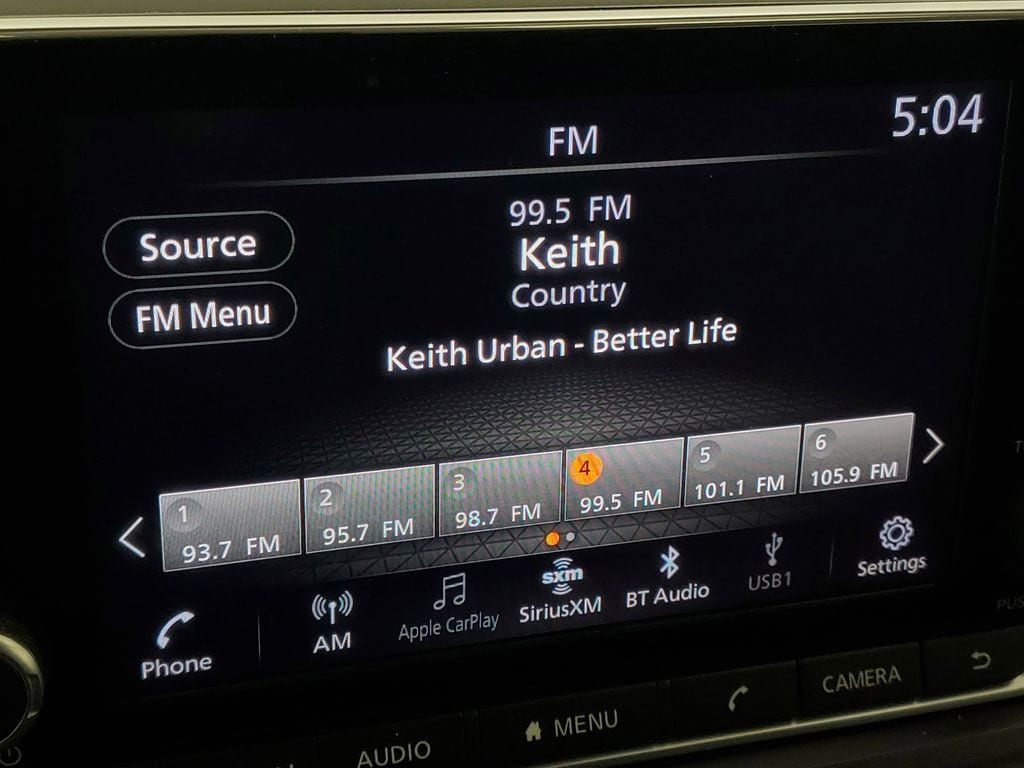 5:04
FM
99.5 FM
Keith
Country
Keith Urban - Better Life
Source
FM Menu
1
93.7 FM
2
95.7 FM
3
98.7 FM
4
99.5 FM
5
101.1 FM
6
105.9 FM
Phone
AM
Apple CarPlay
sxm
SiriusXM
BT Audio
USB1
Settings
AUDIO
MENU
CAMERA